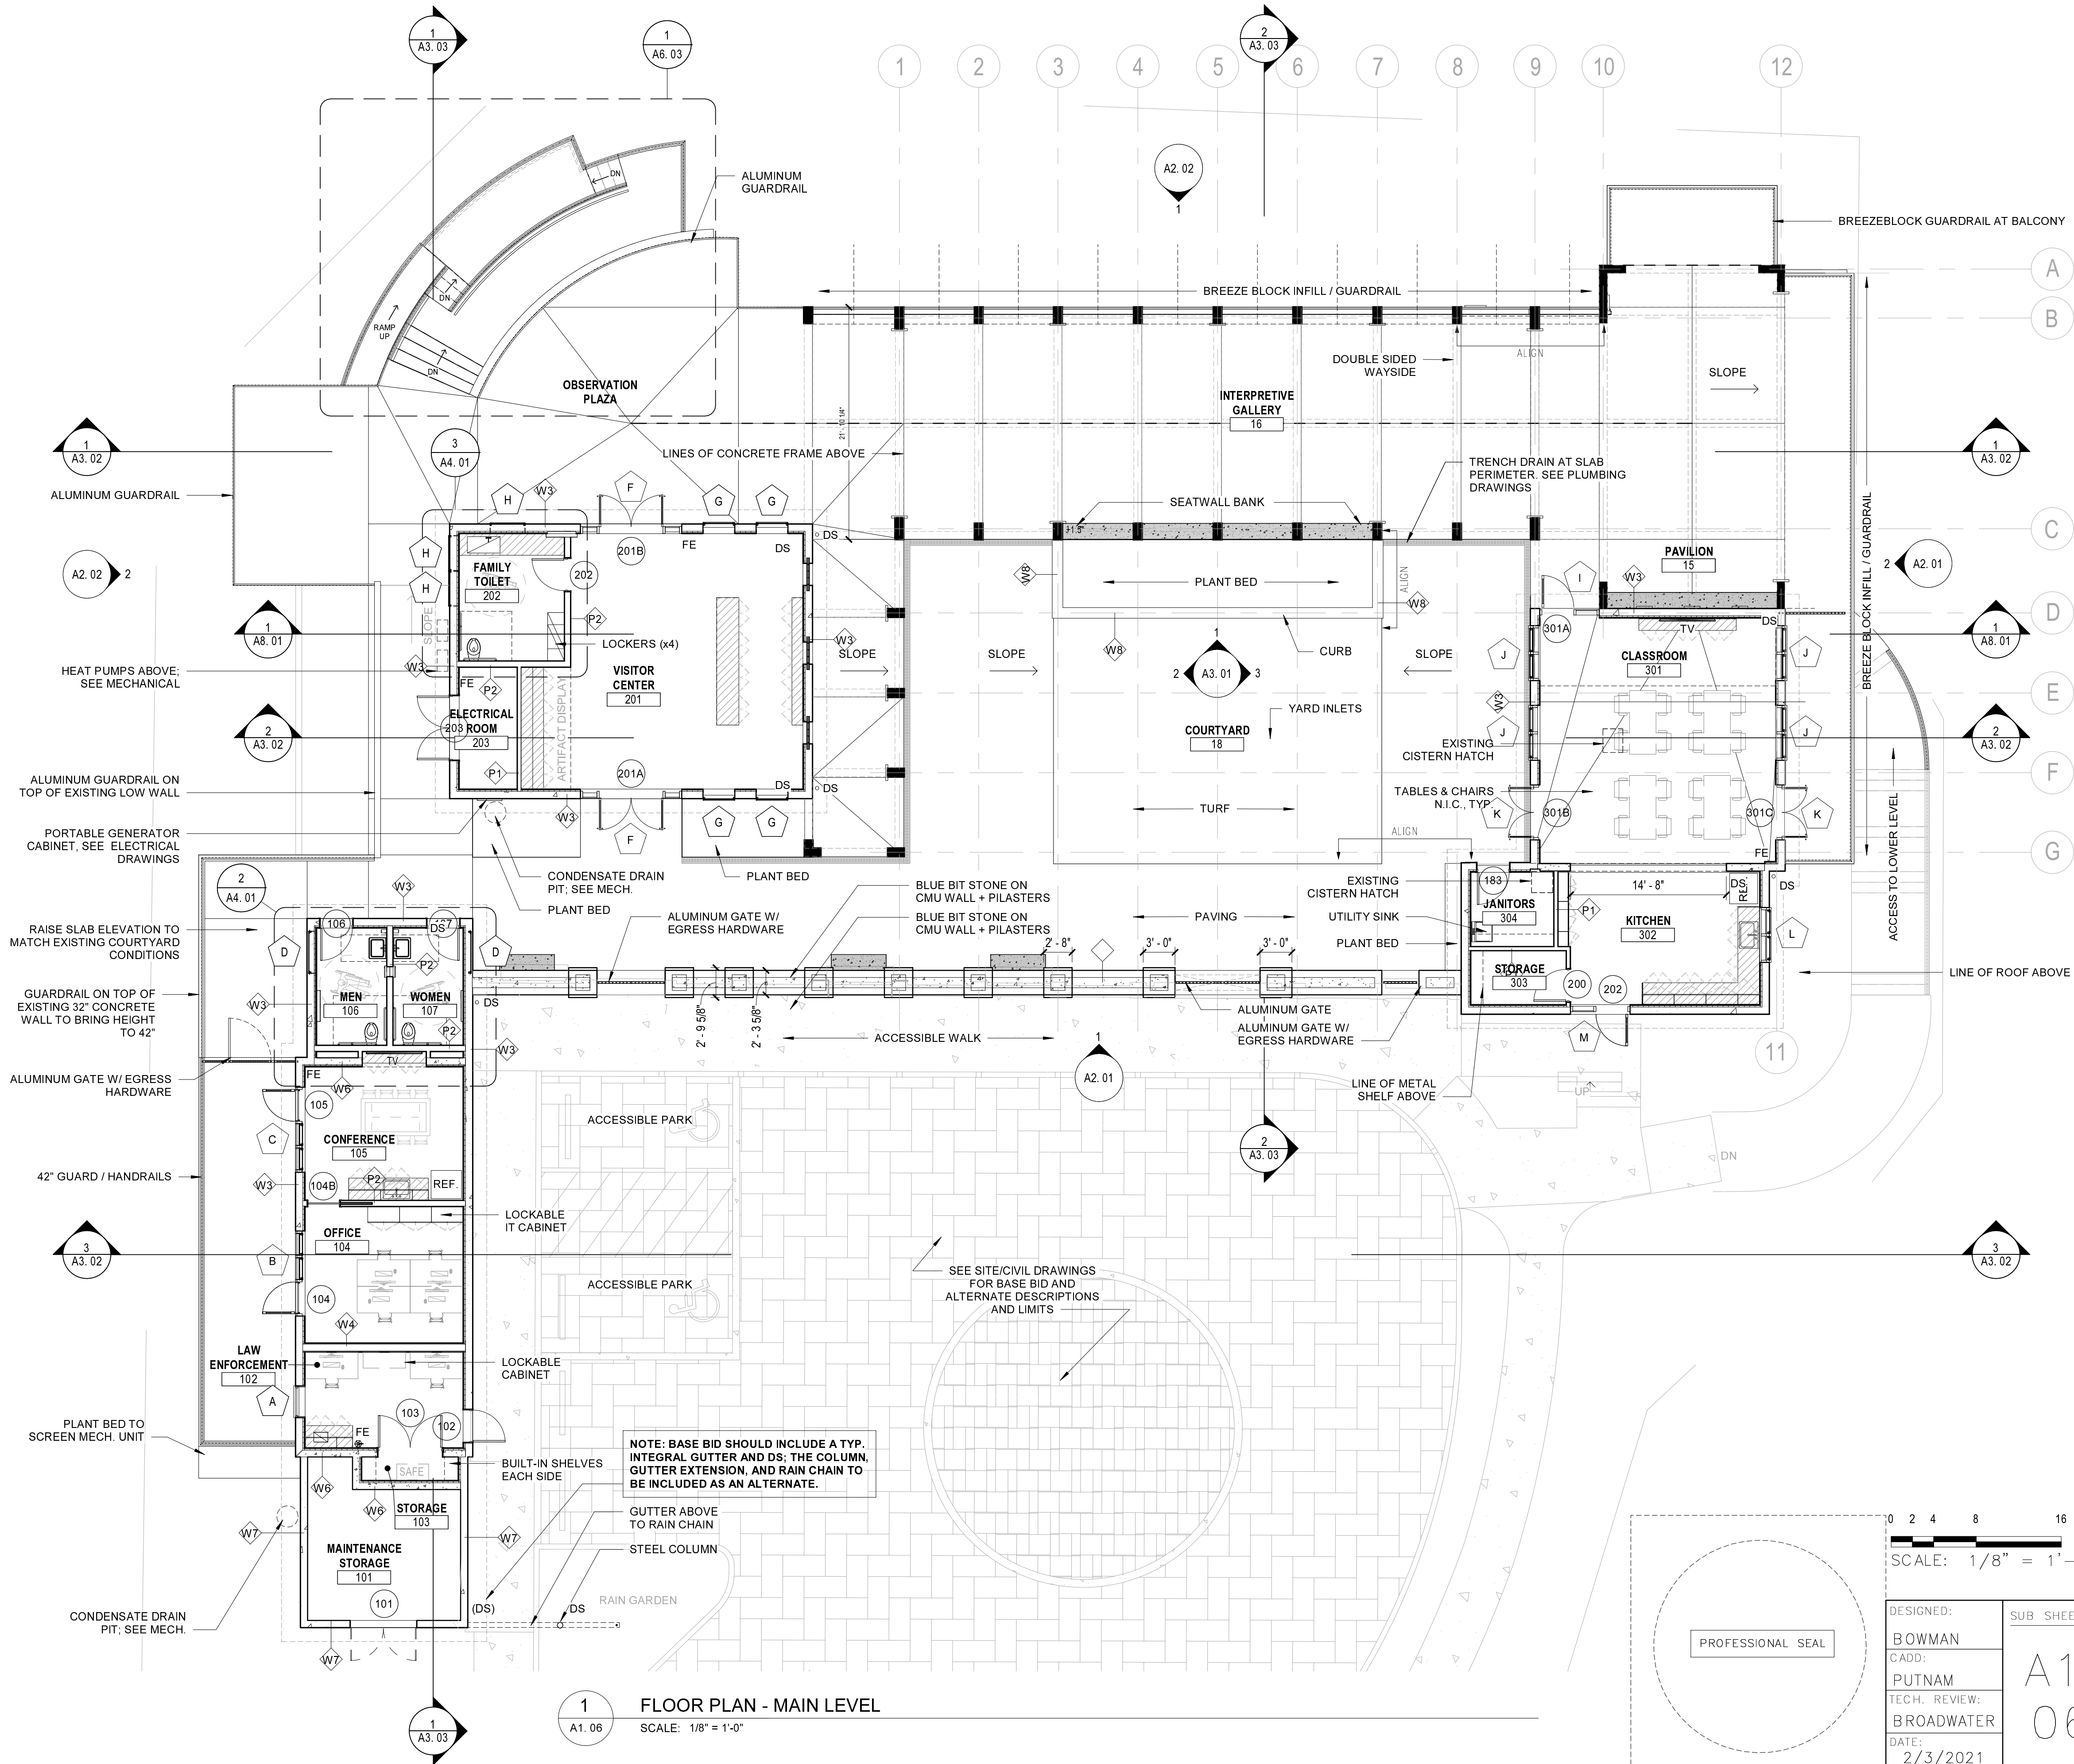 1
A3. 03
1
A6. 03
2
A3. 03
1
2
3
4
5
6
7
8
9
10
12
ALUMINUM
GUARDRAIL
A2. 02
1
BREEZEBLOCK GUARDRAIL AT BALCONY
A
B
DN
DN
DN
RAMP
UP
BREEZE BLOCK INFILL / GUARDRAIL
ALIGN
DOUBLE SIDED
WAYSIDE
SLOPE
OBSERVATION
PLAZA
21' - 10 1/4"
INTERPRETIVE
GALLERY
16
1
A3. 02
3
A4. 01
LINES OF CONCRETE FRAME ABOVE
TRENCH DRAIN AT SLAB
PERIMETER. SEE PLUMBING
DRAWINGS
1
A3. 02
ALUMINUM GUARDRAIL
H
W3
F
G
G
SEATWALL BANK
BREEZE BLOCK INFILL / GUARDRAIL
C
DS
201B
FE
DS
H
H
FAMILY
TOILET
202
202
PAVILION
15
2
A2. 01
A2. 02
2
W8
PLANT BED
ALIGN
W8
I
W3
SLOPE
P2
1
A8. 01
LOCKERS (x4)
W3
SLOPE
SLOPE
W8
1
A3. 01
2
3
CURB
SLOPE
301A
TV
DS
D
1
A8. 01
HEAT PUMPS ABOVE;
SEE MECHANICAL
W3
FE
P2
VISITOR
CENTER
201
J
CLASSROOM
301
J
E
ELECTRICAL
ROOM
203
203
ARTIFACT DISPLAY
YARD INLETS
COURTYARD
18
W3
J
J
2
A3. 02
EXISTING
CISTERN HATCH
2
A3. 02
P1
201A
DS
DS
F
ALUMINUM GUARDRAIL ON
TOP OF EXISTING LOW WALL
W3
F
G
G
TURF
TABLES & CHAIRS
N.I.C., TYP.
K
301B
301C
K
PORTABLE GENERATOR
CABINET, SEE ELECTRICAL
DRAWINGS
ALIGN
FE
G
ACCESS TO LOWER LEVEL
2
A4. 01
W3
CONDENSATE DRAIN
PIT; SEE MECH.
PLANT BED
PLANT BED
BLUE BIT STONE ON
CMU WALL + PILASTERS
BLUE BIT STONE ON
CMU WALL + PILASTERS
ALUMINUM GATE W/
EGRESS HARDWARE
PAVING
EXISTING
CISTERN HATCH
UTILITY SINK
PLANT BED
183
JANITORS
304
14' - 8"
DS
REF.
DS
P1
KITCHEN
302
L
RAISE SLAB ELEVATION TO
MATCH EXISTING COURTYARD
CONDITIONS
D
106
107
DS
D
P2
2' - 8"
3' - 0"
3' - 0"
STORAGE
303
200
202
LINE OF ROOF ABOVE
GUARDRAIL ON TOP OF
EXISTING 32" CONCRETE
WALL TO BRING HEIGHT
TO 42"
W3
MEN
106
WOMEN
107
DS
P2
W3
2' - 9 5/8"
2' - 3 5/8"
ACCESSIBLE WALK
ALUMINUM GATE
ALUMINUM GATE W/
EGRESS HARDWARE
M
11
ALUMINUM GATE W/ EGRESS
HARDWARE
TV
FE
W6
1
A2. 01
LINE OF METAL
SHELF ABOVE
UP
105
C
CONFERENCE
105
ACCESSIBLE PARK
2
A3. 03
DN
42" GUARD / HANDRAILS
W3
104B
P2
REF.
LOCKABLE
IT CABINET
3
A3. 02
OFFICE
104
B
104
W4
ACCESSIBLE PARK
SEE SITE/CIVIL DRAWINGS
FOR BASE BID AND
ALTERNATE DESCRIPTIONS
AND LIMITS
3
A3. 02
LAW
ENFORCEMENT
102
A
LOCKABLE
CABINET
103
102
FE
PLANT BED TO
SCREEN MECH. UNIT
SAFE
BUILT-IN SHELVES
EACH SIDE
NOTE: BASE BID SHOULD INCLUDE A TYP.
INTEGRAL GUTTER AND DS; THE COLUMN,
GUTTER EXTENSION, AND RAIN CHAIN TO
BE INCLUDED AS AN ALTERNATE.
W6
W6
STORAGE
103
W7
W7
GUTTER ABOVE
TO RAIN CHAIN
STEEL COLUMN
MAINTENANCE
STORAGE
101
101
RAIN GARDEN
(DS)
DS
CONDENSATE DRAIN
PIT; SEE MECH.
W7
1
A3. 03
1
A1. 06
FLOOR PLAN - MAIN LEVEL
SCALE: 1/8" = 1'-0"
PROFESSIONAL SEAL
0 2 4 8 16
SCALE: 1/8" = 1'-
DESIGNED:
BOWMAN
CADD:
PUTNAM
TECH. REVIEW:
BROADWATER
DATE:
2/3/2021
SUB SHEE
A1
06